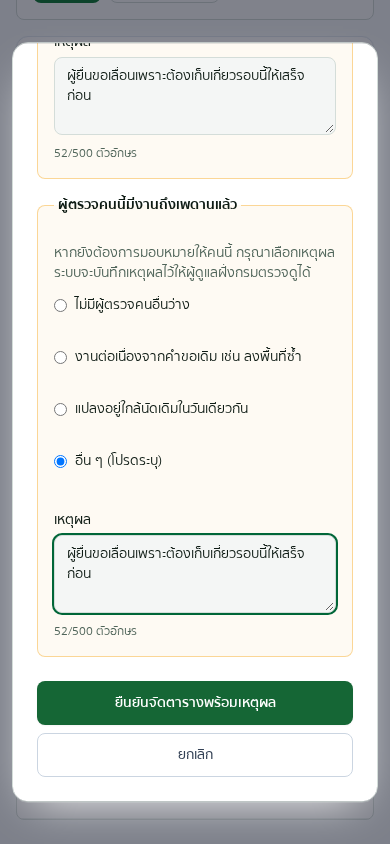 เหตุผล
ผู้ยื่นขอเลื่อนเพราะต้องเก็บเกี่ยวรอบนี้ให้เสร็จ
ก่อน
52/500 ตัวอักษร
ผู้ตรวจคนนี้มีงานถึงเพดานแล้ว
หากยังต้องการมอบหมายให้คนนี้ กรุณาเลือกเหตุผล
ระบบจะบันทึกเหตุผลไว้ให้ผู้ดูแลฝั่งกรมตรวจดูได้
ไม่มีผู้ตรวจคนอื่นว่าง
งานต่อเนื่องจากคำขอเดิม เช่น ลงพื้นที่ซ้ำ
แปลงอยู่ใกล้นัดเดิมในวันเดียวกัน
อื่น ๆ (โปรดระบุ)
เหตุผล
ผู้ยื่นขอเลื่อนเพราะต้องเก็บเกี่ยวรอบนี้ให้เสร็จ
ก่อน
52/500 ตัวอักษร
ยืนยันจัดตารางพร้อมเหตุผล
ยกเลิก